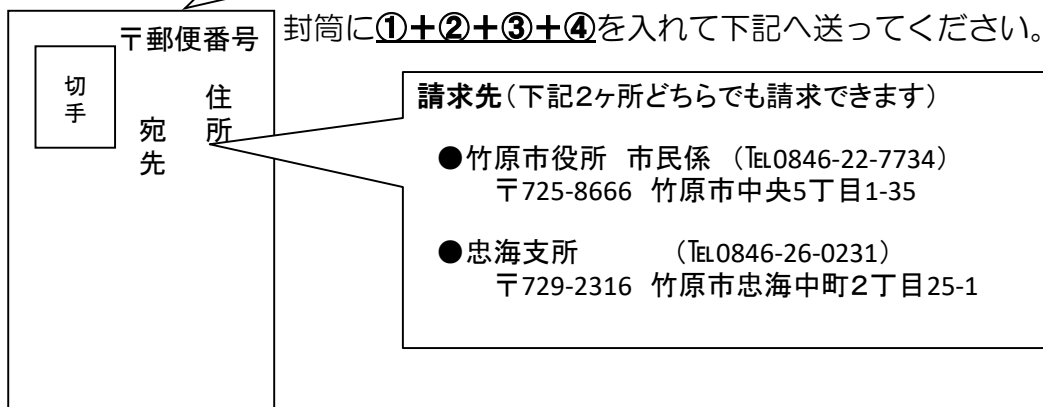 封筒に①+②+③+④を入れて下記へ送ってください。
〒郵便番号
切手
住所
宛先
請求先(下記2ヶ所どちらでも請求できます)
●竹原市役所 市民係 (℡0846-22-7734)
〒725-8666 竹原市中央5丁目1-35
●忠海支所 (℡0846-26-0231)
〒729-2316 竹原市忠海中町2丁目25-1